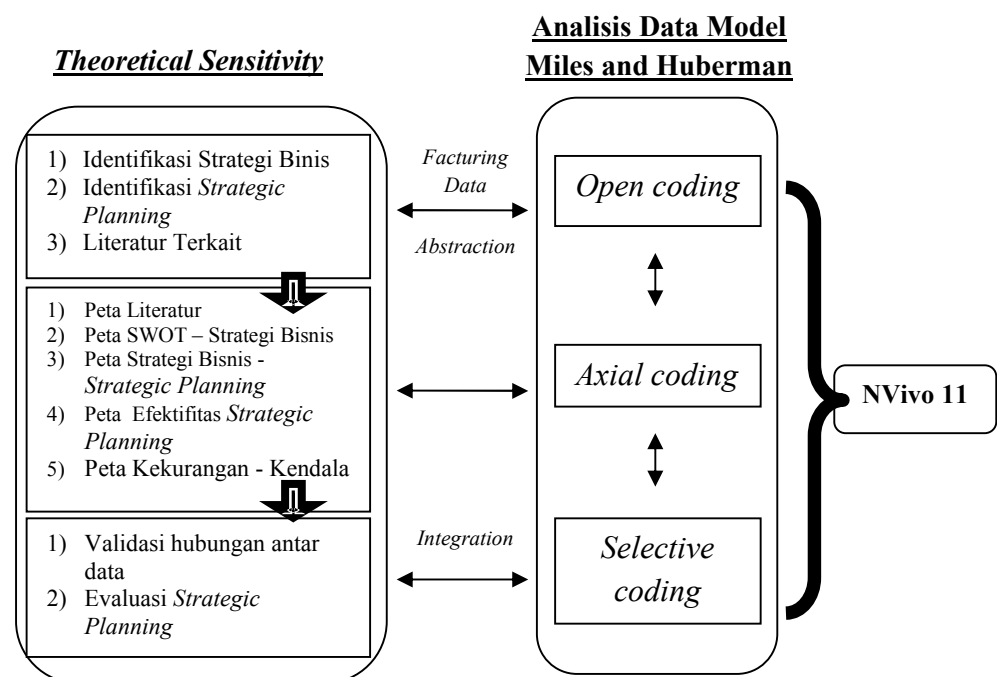 Theoretical Sensitivity
1) Identifikasi Strategi Binis
2) Identifikasi Strategic
Planning
3) Literatur Terkait
1) Peta Literatur
2) Peta SWOT – Strategi Bisnis
3) Peta Strategi Bisnis -
Strategic Planning
4) Peta Efektifitas Strategic
Planning
5) Peta Kekurangan - Kendala
1) Validasi hubungan antar
data
2) Evaluasi Strategic
Planning
Facturing
Data
Abstraction
Integration
Analisis Data Model
Miles and Huberman
Open coding
Axial coding
Selective
coding
NVivo 11